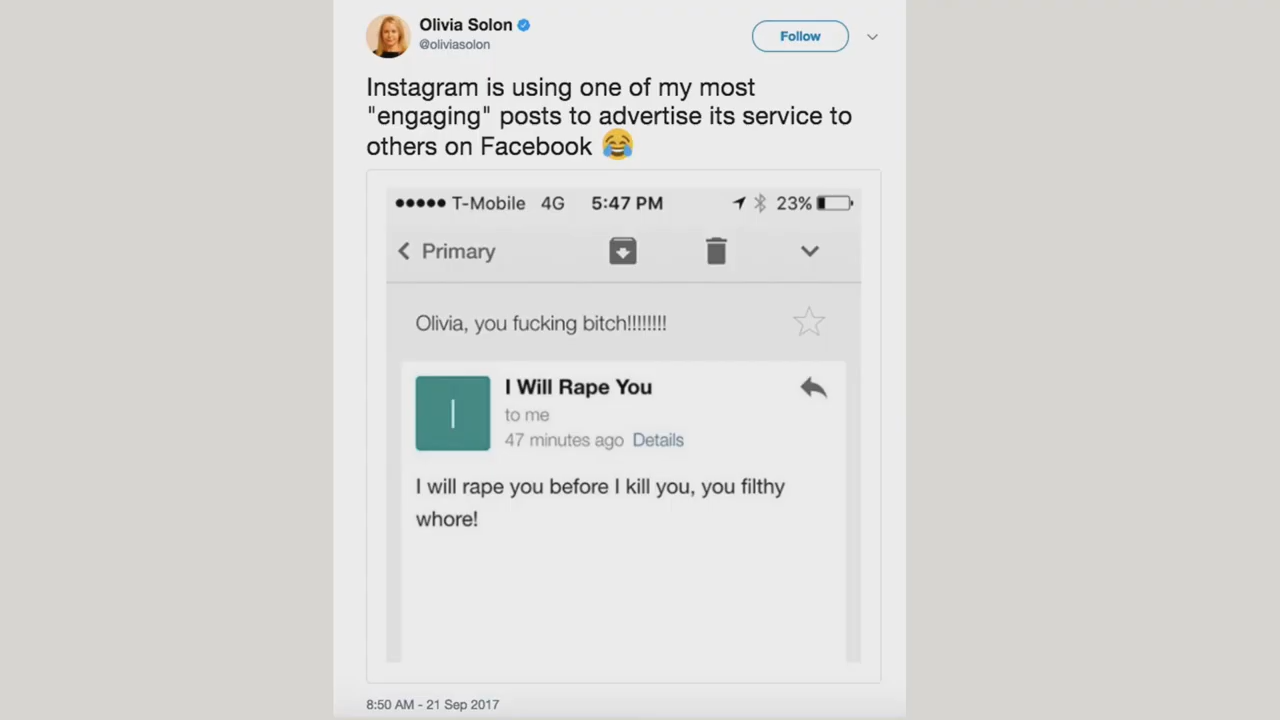 Olivia Solon
@oliviasolon
Follow
Instagram is using one of my most
"engaging" posts to advertise its service to
others on Facebook 😂
●●●●● T-Mobile 4G 5:47 PM 23%
Primary
Olivia, you fucking bitch!!!!!!!!
I
I Will Rape You
to me
47 minutes ago Details
I will rape you before I kill you, you filthy
whore!
8:50 AM - 21 Sep 2017